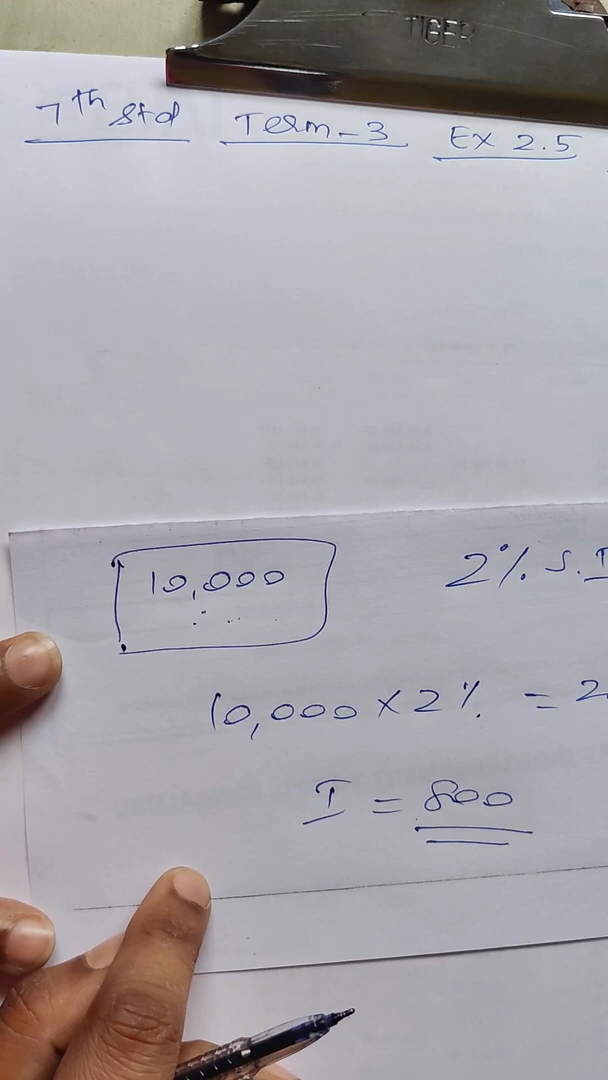 TIGER
7th Std Term-3 Ex 2.5
10,000 2% S.I
10,000 × 2% = 2
I = 800